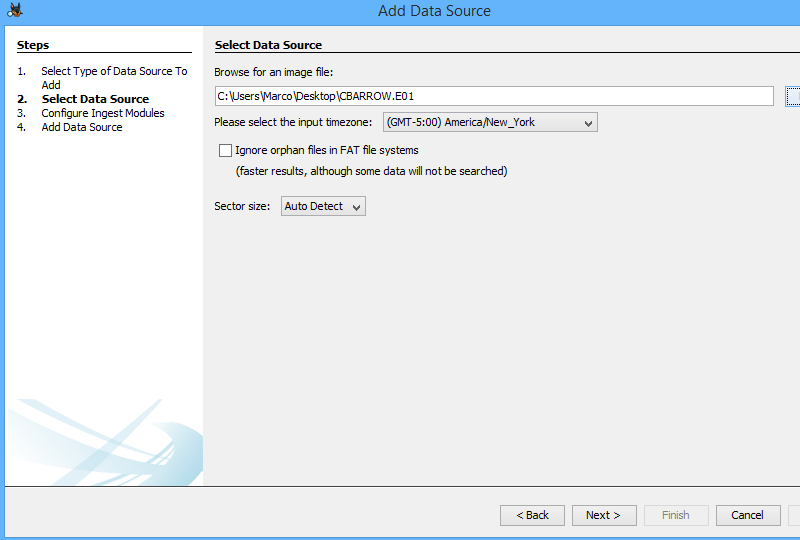 Add Data Source
Steps
1. Select Type of Data Source To
Add
2. Select Data Source
3. Configure Ingest Modules
4. Add Data Source
Select Data Source
Browse for an image file:
C:\Users\Marco\Desktop\CBARROW.E01
Please select the input timezone: (GMT-5:00) America/New_York
Ignore orphan files in FAT file systems
(faster results, although some data will not be searched)
Sector size: Auto Detect
< Back Next > Finish Cancel